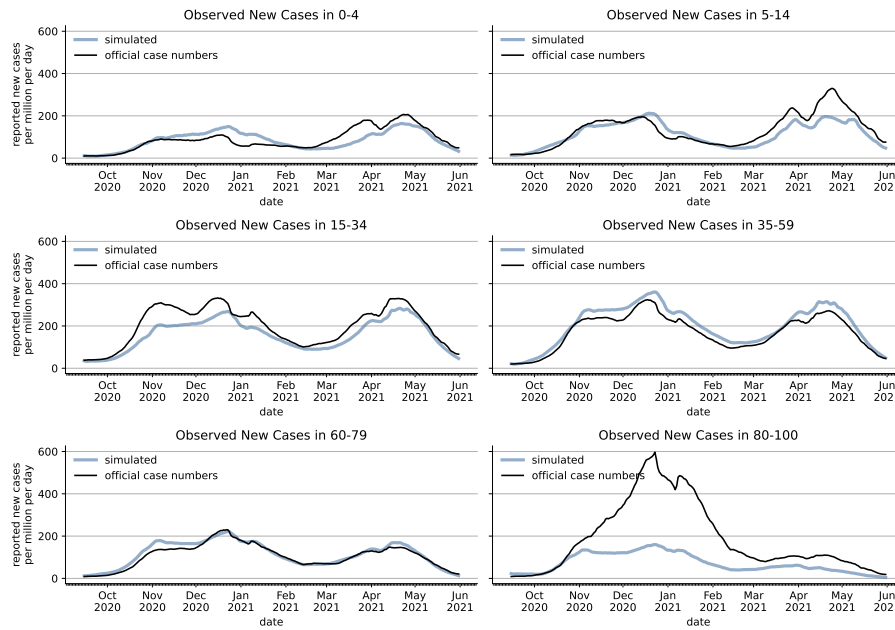 Observed New Cases in 0-4
reported new cases
per million per day
600
400
200
0
simulated
official case numbers
Oct Nov Dec Jan Feb Mar Apr May Jun
2020 2020 2020 2021 2021 2021 2021 2021 2021
date
Observed New Cases in 5-14
simulated
official case numbers
Oct Nov Dec Jan Feb Mar Apr May Jun
2020 2020 2020 2021 2021 2021 2021 2021 202
date
Observed New Cases in 15-34
reported new cases
per million per day
600
400
200
0
simulated
official case numbers
Oct Nov Dec Jan Feb Mar Apr May Jun
2020 2020 2020 2021 2021 2021 2021 2021 2021
date
Observed New Cases in 35-59
simulated
official case numbers
Oct Nov Dec Jan Feb Mar Apr May Jun
2020 2020 2020 2021 2021 2021 2021 2021 202
date
Observed New Cases in 60-79
reported new cases
per million per day
600
400
200
0
simulated
official case numbers
Oct Nov Dec Jan Feb Mar Apr May Jun
2020 2020 2020 2021 2021 2021 2021 2021 2021
date
Observed New Cases in 80-100
simulated
official case numbers
Oct Nov Dec Jan Feb Mar Apr May Jun
2020 2020 2020 2021 2021 2021 2021 2021 202
date